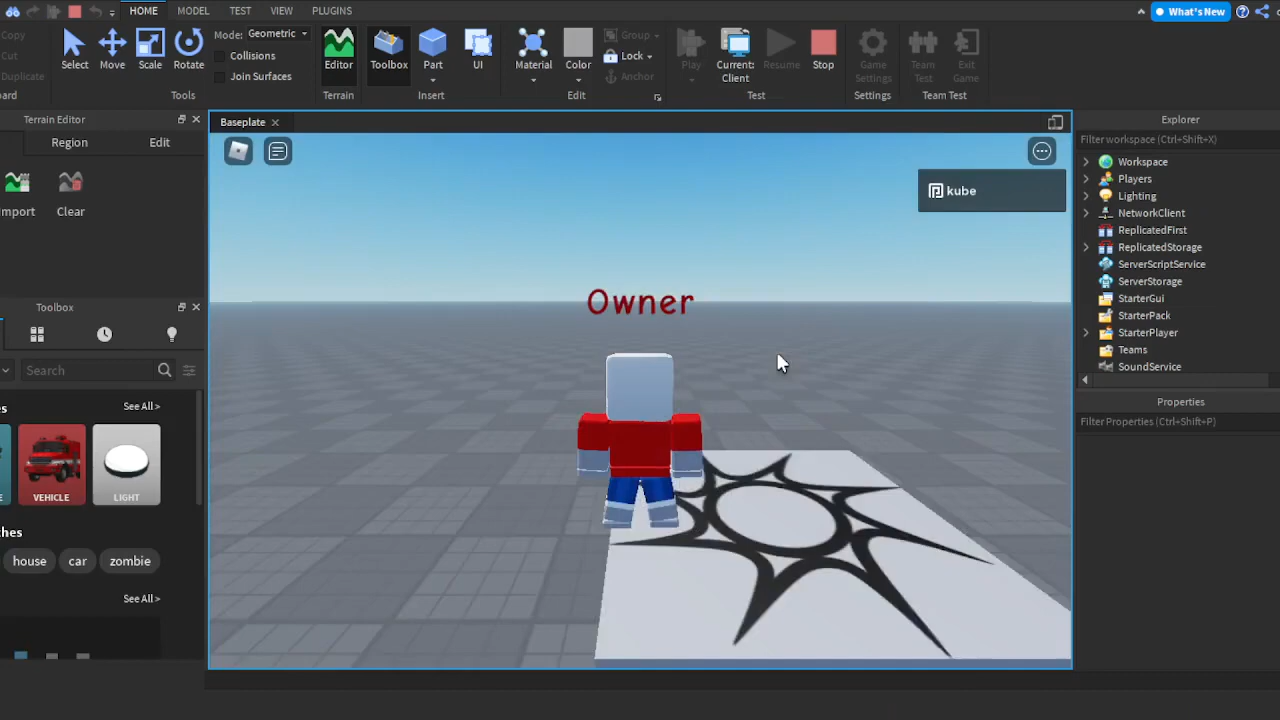 HOME MODEL TEST VIEW PLUGINS
What's New
Copy
Cut
Duplicate
Select Move Scale Rotate
Mode: Geometric
Collisions
Join Surfaces
Tools
Editor
Terrain
Toolbox Part UI
Insert
Material Color
Group
Lock
Anchor
Edit
Play Current: Client Resume Stop
Test
Game Settings
Settings
Team Test Exit Game
Team Test
Terrain Editor
Region Edit
Import Clear
Toolbox
Search
See All >
VEHICLE LIGHT
house car zombie
See All >
Baseplate
kube
Owner
Explorer
Filter workspace (Ctrl+Shift+X)
Workspace
Players
Lighting
NetworkClient
ReplicatedFirst
ReplicatedStorage
ServerScriptService
ServerStorage
StarterGui
StarterPack
StarterPlayer
Teams
SoundService
Properties
Filter Properties (Ctrl+Shift+P)